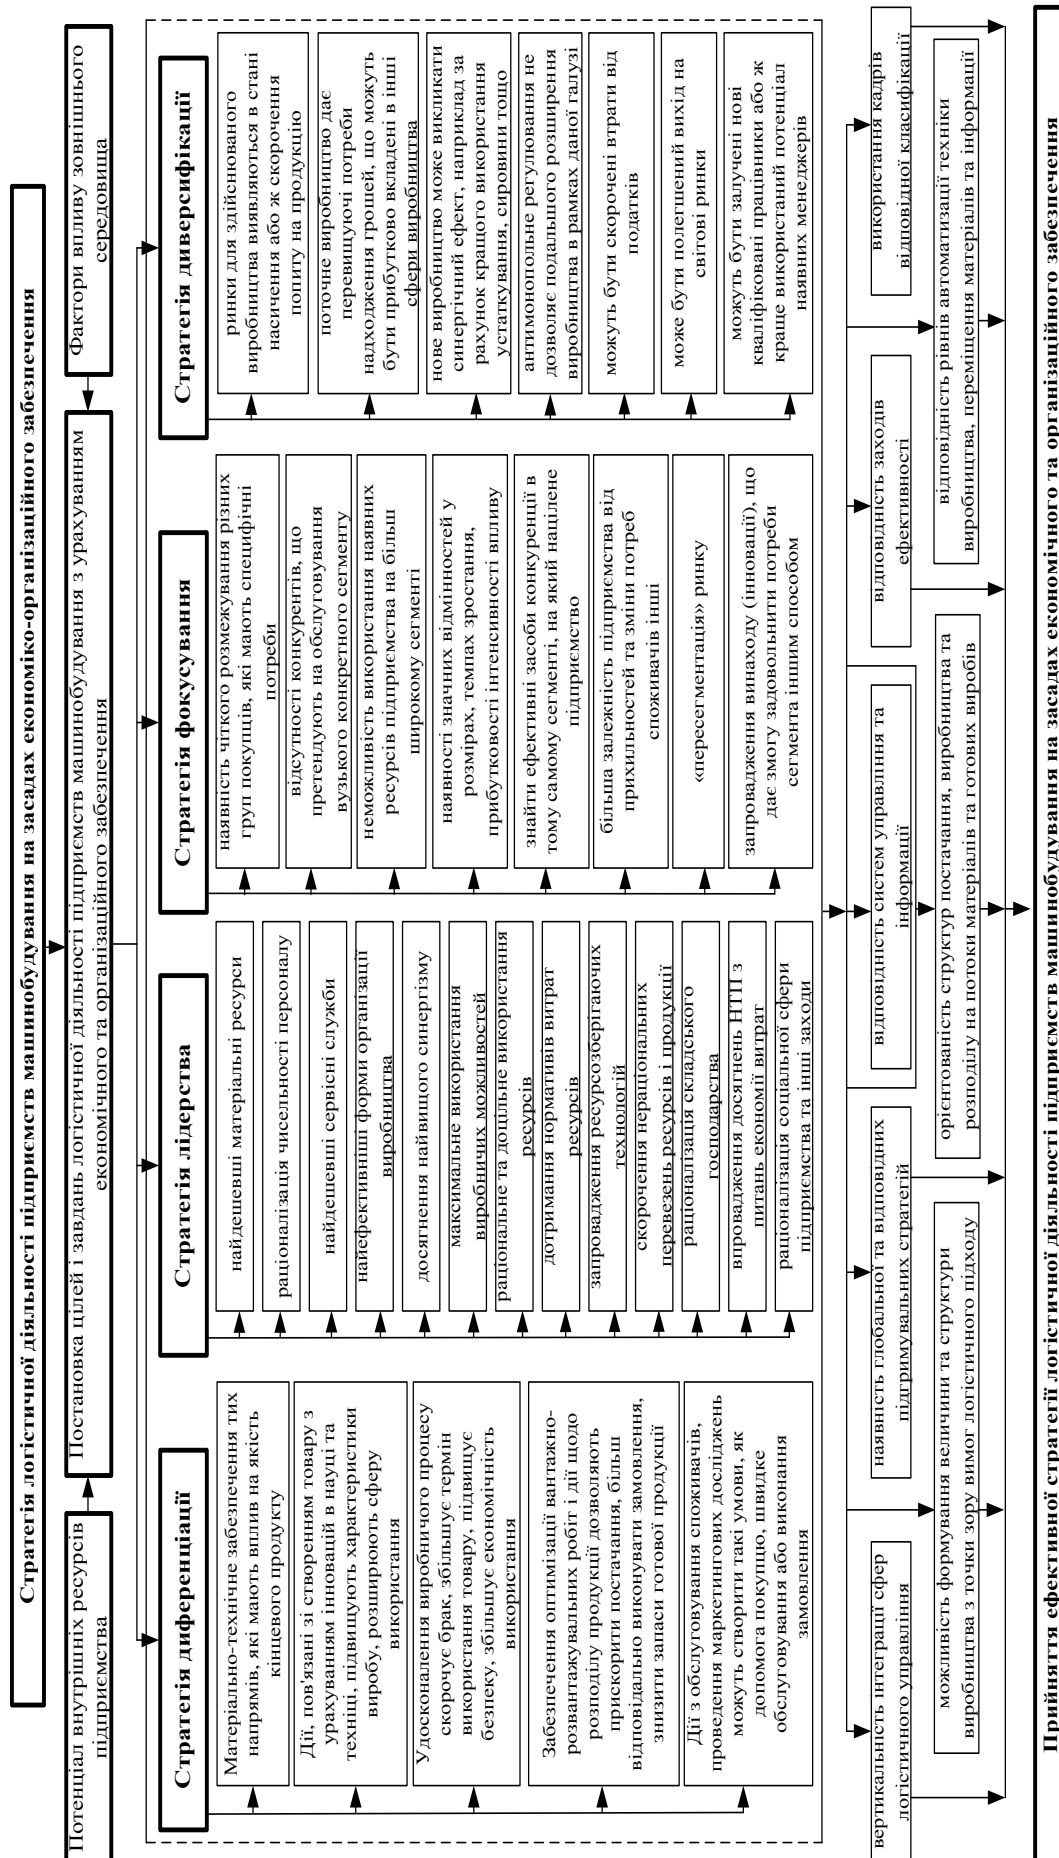 Стратегія логістичної діяльності підприємств машинобудування на засадах економіко-організаційного забезпечення
Потенціал внутрішніх ресурсів
підприємства
Постановка цілей і завдань логістичної діяльності підприємств машинобудування з урахуванням
економічного та організаційного забезпечення
Фактори впливу зовнішнього
середовища
Стратегія диференціації
Матеріально-технічне забезпечення тих
напрямів, які мають вплив на якість
кінцевого продукту
Дії, пов'язані зі створенням товару з
урахуванням інновацій в науці та
техніці, підвищують характеристики
виробу, розширюють сферу
використання
Удосконалення виробничого процесу
скорочує брак, збільшує термін
використання товару, підвищує
безпеку, збільшує економічність
використання
Забезпечення оптимізації вантажно-
розвантажувальних робіт і дії щодо
розподілу продукції дозволяють
прискорити постачання, більш
відповідально виконувати замовлення,
знизити запаси готової продукції
Дії з обслуговування споживачів,
проведення маркетингових досліджень
можуть створити такі умови, як
допомога покупцю, швидке
обслуговування або виконання
замовлення
Стратегія лідерства
найдешевші матеріальні ресурси
раціоналізація чисельності персоналу
найдешевші сервісні служби
найефективніші форми організації
виробництва
досягнення найвищого синергізму
максимальне використання
виробничих можливостей
раціональне та доцільне використання
ресурсів
дотримання нормативів витрат
ресурсів
запровадження ресурсозберігаючих
технологій
скорочення нераціональних
перевезень ресурсів і продукції
раціоналізація складського
господарства
впровадження досягнень НТП з
питань економії витрат
раціоналізація соціальної сфери
підприємства та інші заходи
Стратегія фокусування
наявність чіткого розмежування різних
груп покупців, які мають специфічні
потреби
відсутності конкурентів, що
претендують на обслуговування
вузького конкретного сегменту
неможливість використання наявних
ресурсів підприємства на більш
широкому сегменті
наявності значних відмінностей у
розмірах, темпах зростання,
прибутковості інтенсивності впливу
знайти ефективні засоби конкуренції в
тому самому сегменті, на який націлене
підприємство
більша залежність підприємства від
прихильностей та зміни потреб
споживачів інші
«пересегментація» ринку
запровадження винаходу (інновації), що
дає змогу задовольнити потреби
сегмента іншим способом
Стратегія диверсифікації
ринки для здійснюваного
виробництва виявляються в стані
насичення або ж скорочення
попиту на продукцію
поточне виробництво дає
перевищуючі потреби
надходження грошей, що можуть
бути прибутково вкладені в інші
сфери виробництва
нове виробництво може викликати
синергічний ефект, наприклад за
рахунок кращого використання
устаткування, сировини тощо
антимонопольне регулювання не
дозволяє подального розширення
виробництва в рамках даної галузі
можуть бути скорочені втрати від
податків
може бути полегшений вихід на
світові ринки
можуть бути залучені нові
кваліфіковані працівники або ж
краще використаний потенціал
наявних менеджерів
вертикальність інтеграції сфер
логістичного управління
наявність глобальної та відповідних
підтримувальних стратегій
відповідність систем управління та
інформації
відповідність заходів
ефективності
використання кадрів
відповідної класифікації
можливість формування величини та структури
виробництва з точки зору вимог логістичного підходу
орієнтованість структур постачання, виробництва та
розподілу на потоки матеріалів та готових виробів
відповідність рівнів автоматизації техніки
виробництва, переміщення матеріалів та інформації
Прийняття ефективної стратегії логістичної діяльності підприємств машинобудування на засадах економічного та організаційного забезпечення